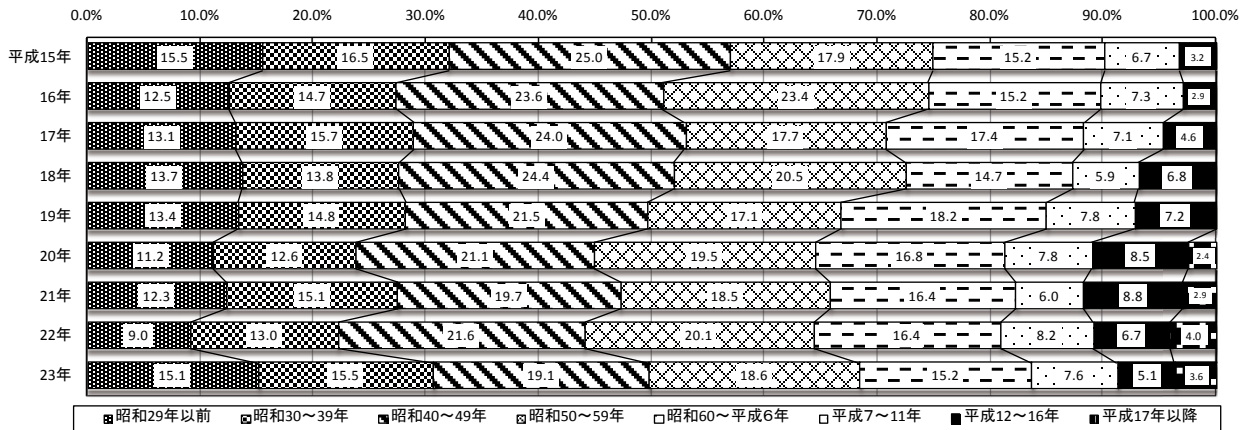 0.0% 10.0% 20.0% 30.0% 40.0% 50.0% 60.0% 70.0% 80.0% 90.0% 100.0%
平成15年 15.5 16.5 25.0 17.9 15.2 6.7 3.2
16年 12.5 14.7 23.6 23.4 15.2 7.3 2.9
17年 13.1 15.7 24.0 17.7 17.4 7.1 4.6
18年 13.7 13.8 24.4 20.5 14.7 5.9 6.8
19年 13.4 14.8 21.5 17.1 18.2 7.8 7.2
20年 11.2 12.6 21.1 19.5 16.8 7.8 8.5 2.4
21年 12.3 15.1 19.7 18.5 16.4 6.0 8.8 2.9
22年 9.0 13.0 21.6 20.1 16.4 8.2 6.7 4.0
23年 15.1 15.5 19.1 18.6 15.2 7.6 5.1 3.6
昭和29年以前 昭和30～39年 昭和40～49年 昭和50～59年 昭和60～平成6年 平成7～11年 平成12～16年 平成17年以降